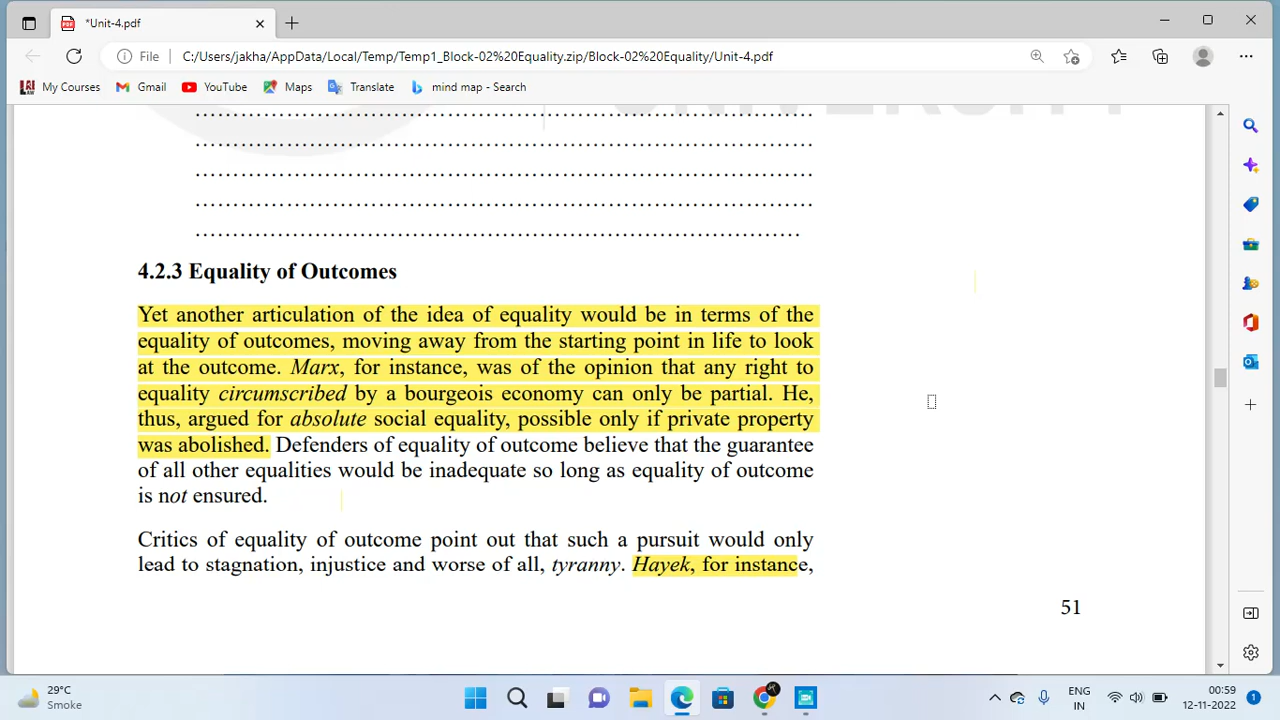 *Unit-4.pdf
File
C:/Users/jakha/AppData/Local/Temp/Temp1_Block-02%20Equality.zip/Block-02%20Equality/Unit-4.pdf
My Courses
Gmail
YouTube
Maps
Translate
mind map - Search
UNIVERSITY
4.2.3 Equality of Outcomes
Yet another articulation of the idea of equality would be in terms of the
equality of outcomes, moving away from the starting point in life to look
at the outcome. Marx, for instance, was of the opinion that any right to
equality circumscribed by a bourgeois economy can only be partial. He,
thus, argued for absolute social equality, possible only if private property
was abolished. Defenders of equality of outcome believe that the guarantee
of all other equalities would be inadequate so long as equality of outcome
is not ensured.
Critics of equality of outcome point out that such a pursuit would only
lead to stagnation, injustice and worse of all, tyranny. Hayek, for instance,
51
29°C
Smoke
ENG
IN
00:59
12-11-2022
1